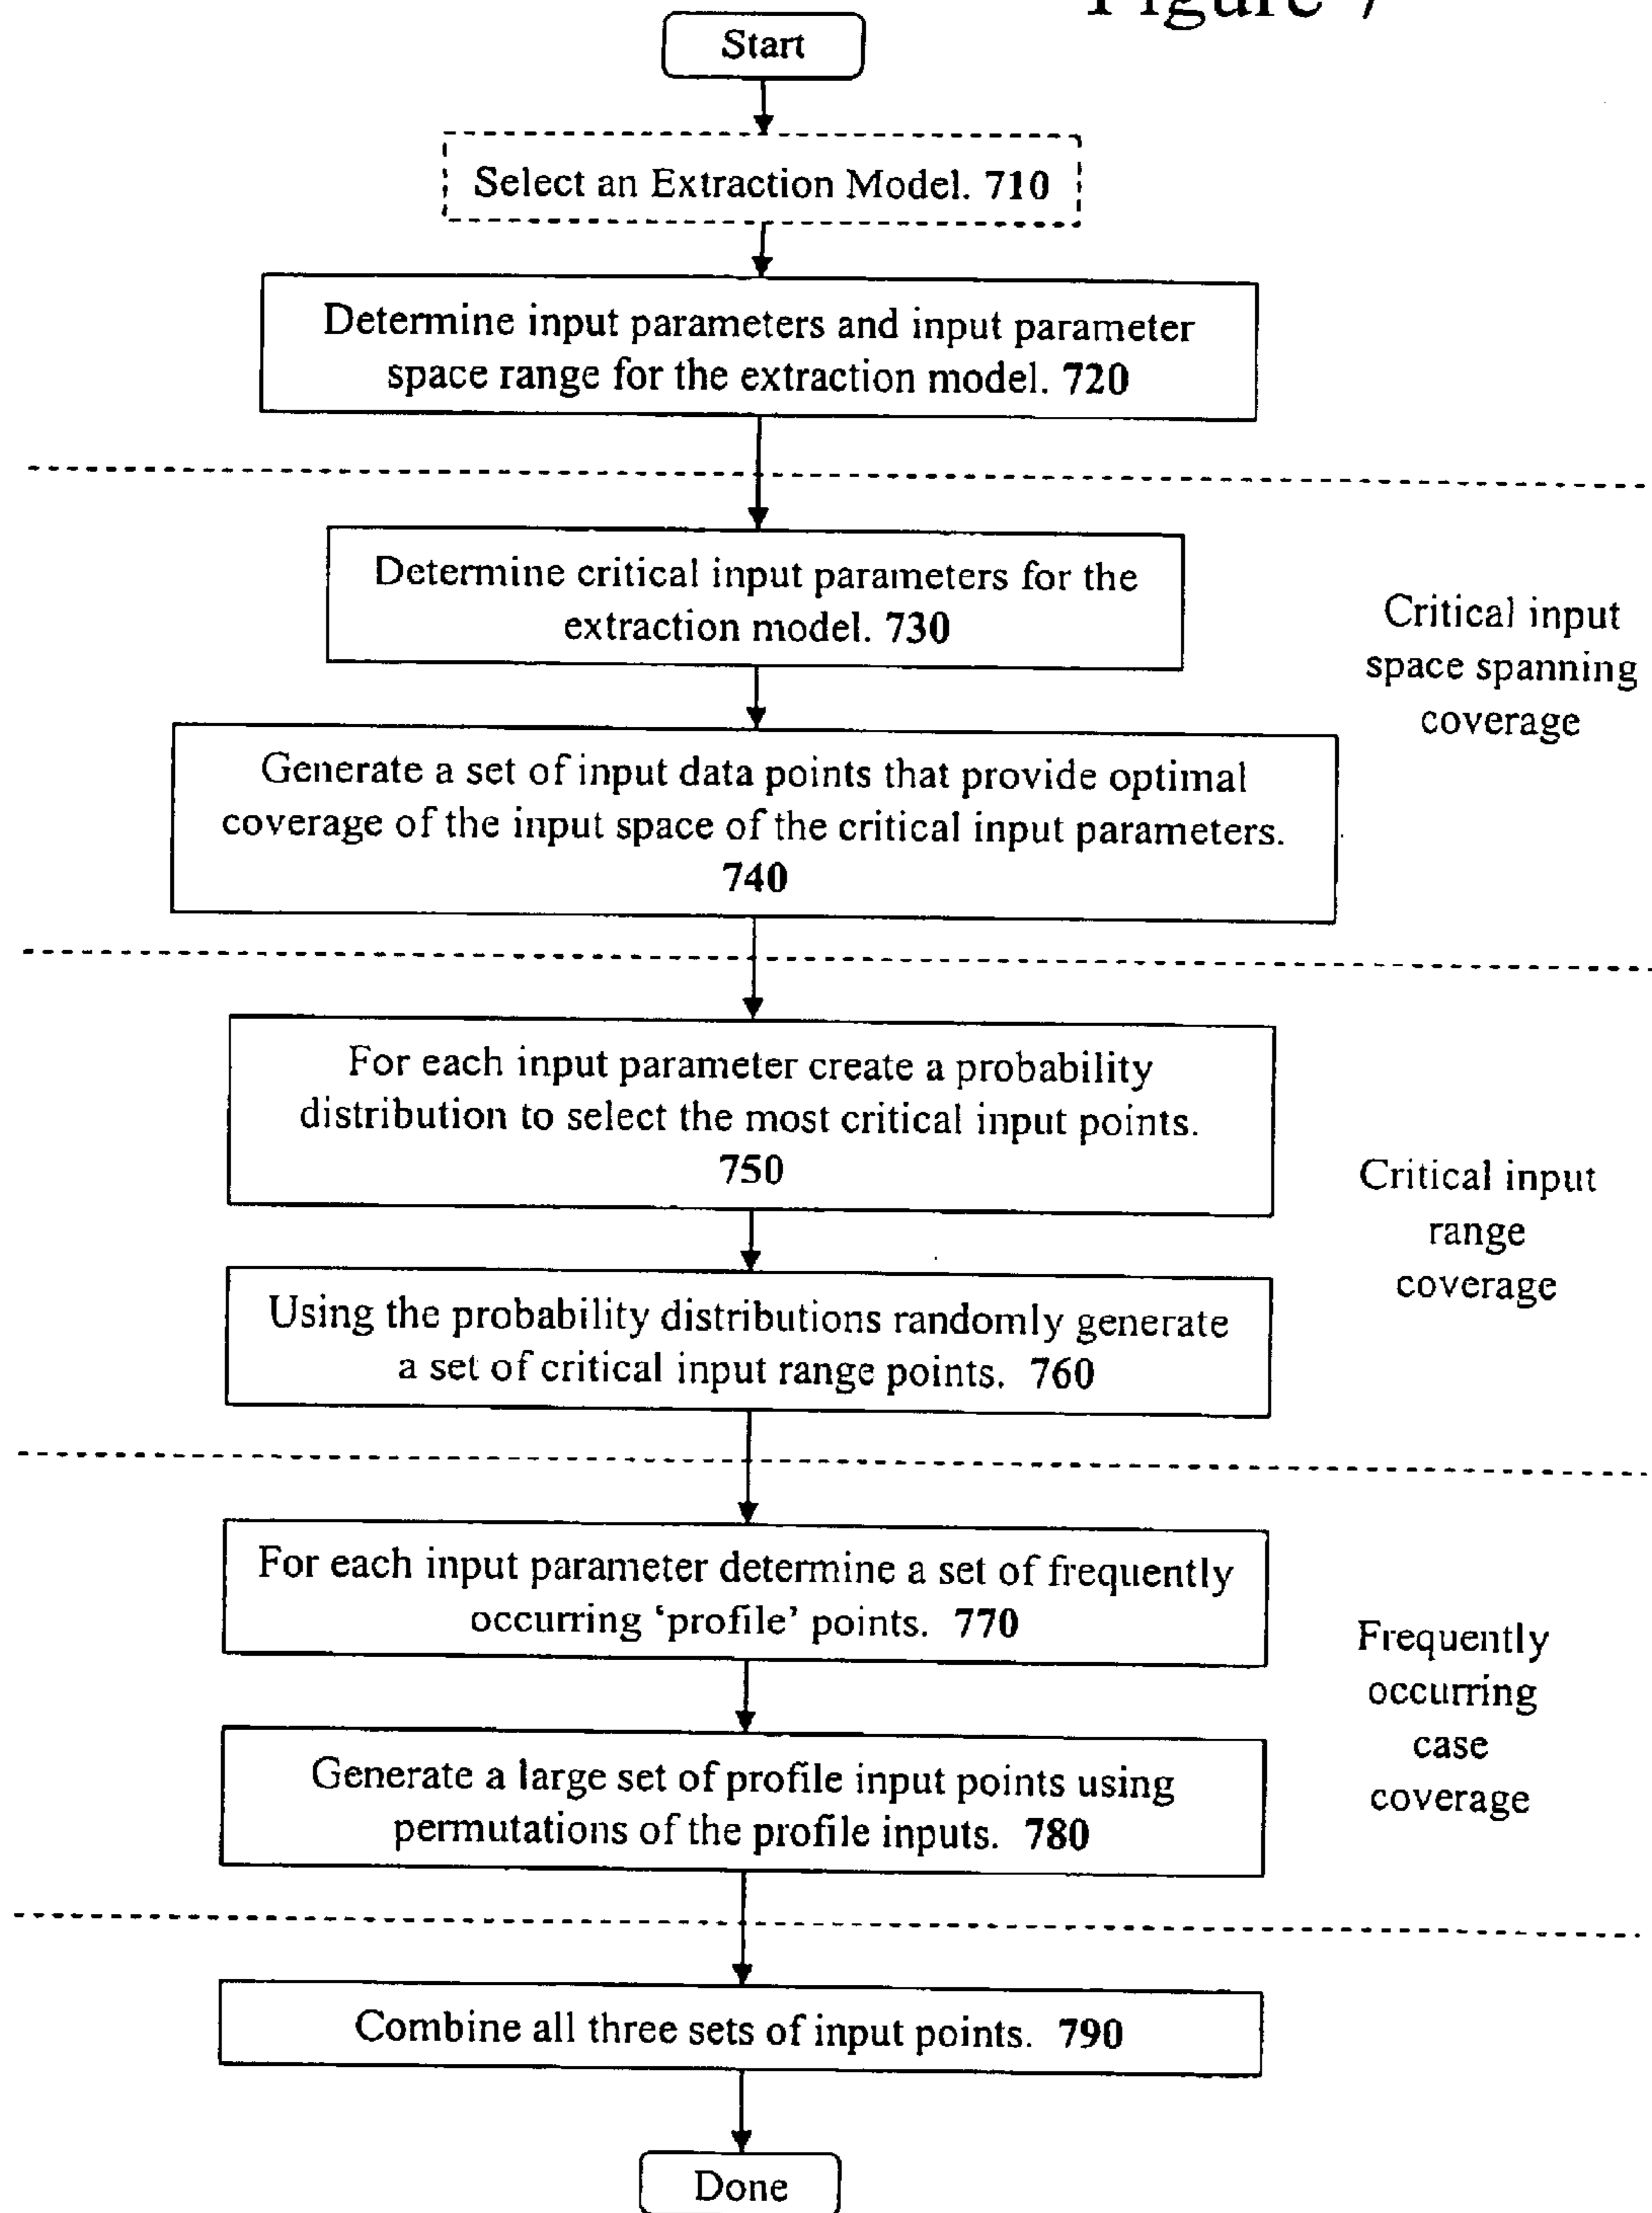 Figure 7
Start
Select an Extraction Model. 710
Determine input parameters and input parameter
space range for the extraction model. 720
Determine critical input parameters for the
extraction model. 730
Critical input
space spanning
coverage
Generate a set of input data points that provide optimal
coverage of the input space of the critical input parameters.
740
For each input parameter create a probability
distribution to select the most critical input points.
750
Critical input
range
coverage
Using the probability distributions randomly generate
a set of critical input range points. 760
For each input parameter determine a set of frequently
occurring ‘profile’ points. 770
Frequently
occurring
case
coverage
Generate a large set of profile input points using
permutations of the profile inputs. 780
Combine all three sets of input points. 790
Done